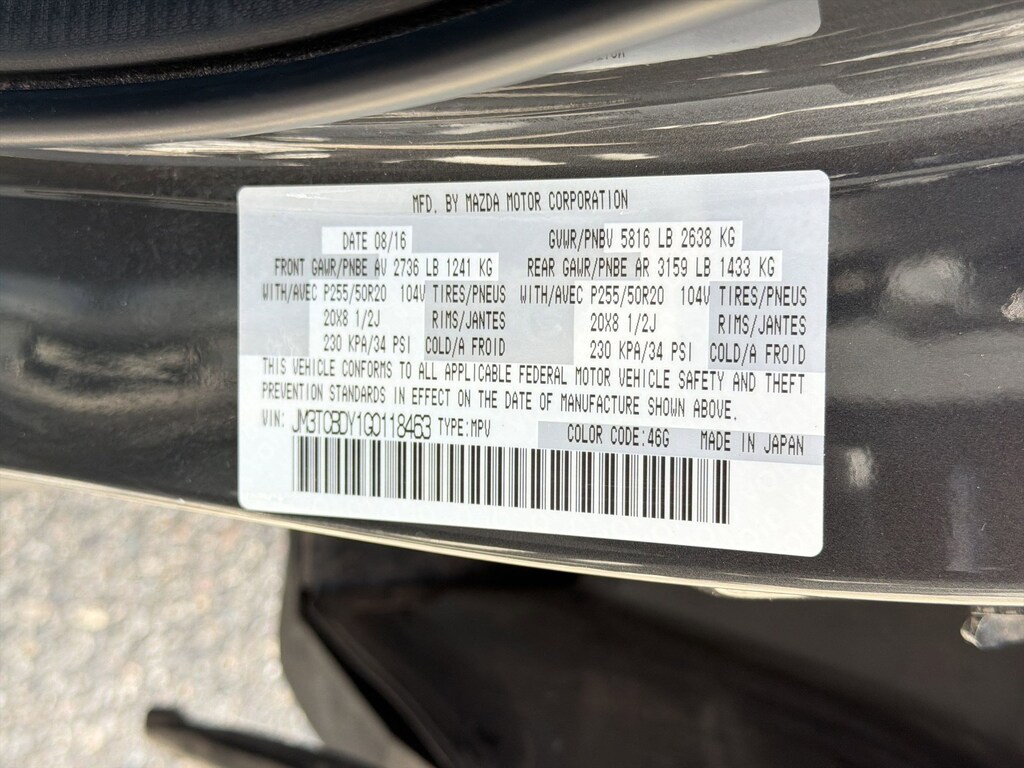 MFD. BY MAZDA MOTOR CORPORATION
DATE 08/16 GVWR/PNBV 5816 LB 2638 KG
FRONT GAWR/PNBE AV 2736 LB 1241 KG REAR GAWR/PNBE AR 3159 LB 1433 KG
WITH/AVEC P255/50R20 104V TIRES/PNEUS WITH/AVEC P255/50R20 104V TIRES/PNEUS
20X8 1/2J RIMS/JANTES 20X8 1/2J RIMS/JANTES
230 KPA/34 PSI COLD/A FROID 230 KPA/34 PSI COLD/A FROID
THIS VEHICLE CONFORMS TO ALL APPLICABLE FEDERAL MOTOR VEHICLE SAFETY AND THEFT
PREVENTION STANDARDS IN EFFECT ON THE DATE OF MANUFACTURE SHOWN ABOVE.
VIN: JM3TCBDY1G0118463 TYPE:MPV COLOR CODE:46G MADE IN JAPAN